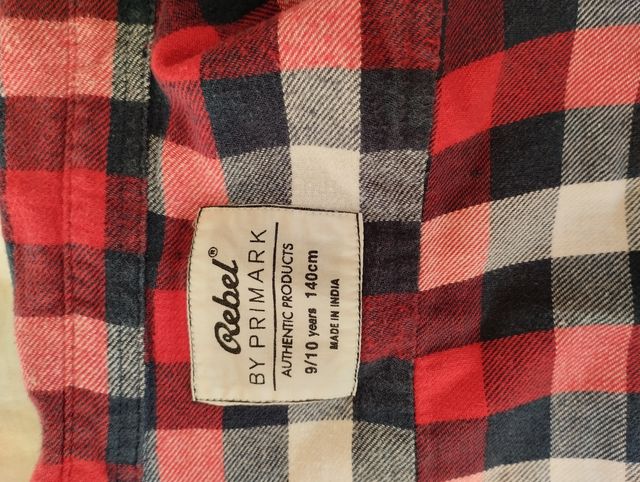 Rebel®
BY PRIMARK
AUTHENTIC PRODUCTS
9/10 years 140cm
MADE IN INDIA